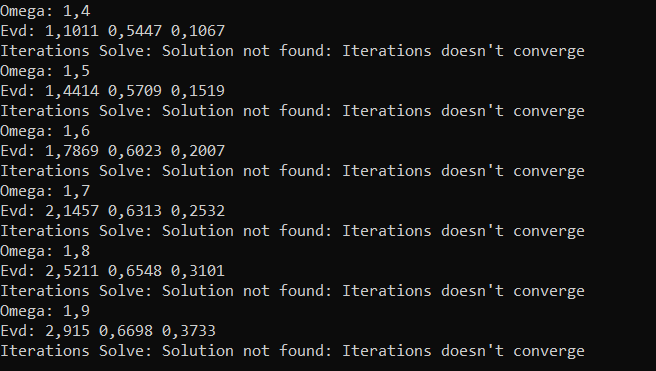 Omega: 1,4
Evd: 1,1011 0,5447 0,1067
Iterations Solve: Solution not found: Iterations doesn't converge
Omega: 1,5
Evd: 1,4414 0,5709 0,1519
Iterations Solve: Solution not found: Iterations doesn't converge
Omega: 1,6
Evd: 1,7869 0,6023 0,2007
Iterations Solve: Solution not found: Iterations doesn't converge
Omega: 1,7
Evd: 2,1457 0,6313 0,2532
Iterations Solve: Solution not found: Iterations doesn't converge
Omega: 1,8
Evd: 2,5211 0,6548 0,3101
Iterations Solve: Solution not found: Iterations doesn't converge
Omega: 1,9
Evd: 2,915 0,6698 0,3733
Iterations Solve: Solution not found: Iterations doesn't converge